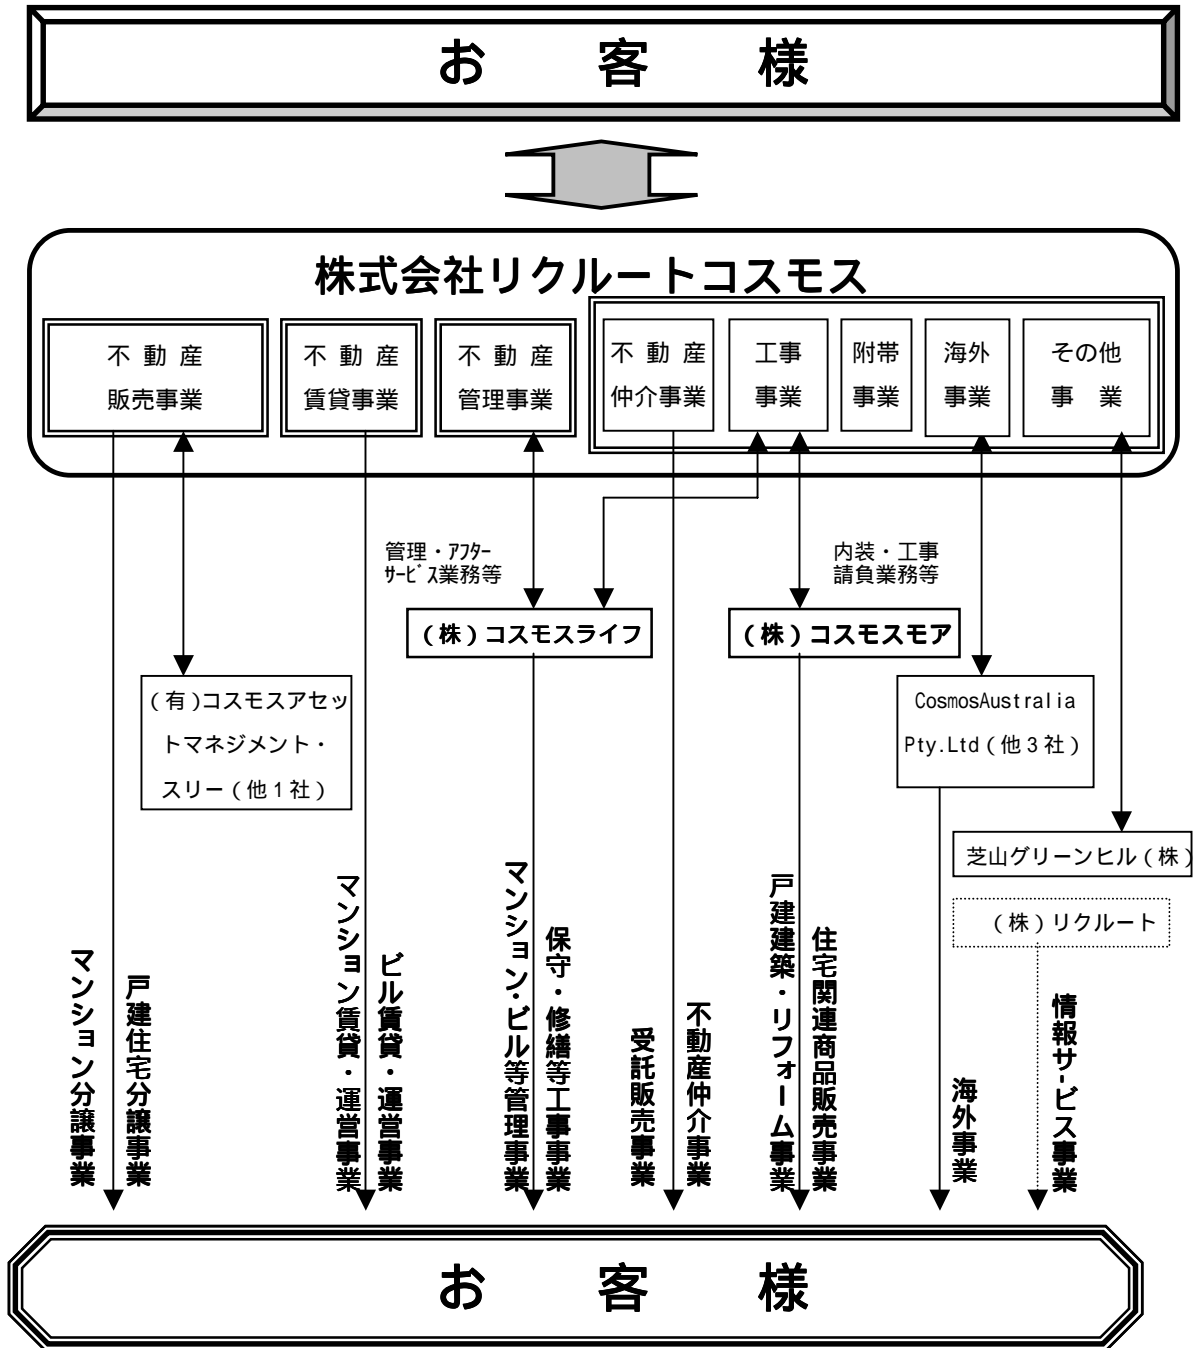 お 客 様
株式会社リクルートコスモス
不 動 産
販売事業
不 動 産
賃貸事業
不 動 産
管理事業
不 動 産
仲介事業
工事
事業
附帯
事業
海外
事業
その他
事 業
管理・ｱﾌﾀｰ
ｻｰﾋﾞｽ業務等
内装・工事
請負業務等
（株）コスモスライフ
（株）コスモスモア
（有）コスモスアセッ
トマネジメント・
スリー（他１社）
CosmosAustralia
Pty.Ltd（他３社）
芝山グリーンヒル（株）
（株）リクルート
マンション分譲事業
戸建住宅分譲事業
マンション賃貸・運営事業
ビル賃貸・運営事業
マンション・ビル等管理事業
保守・修繕等工事事業
受託販売事業
不動産仲介事業
戸建建築・リフォーム事業
住宅関連商品販売事業
海外事業
情報サービス事業
お 客 様